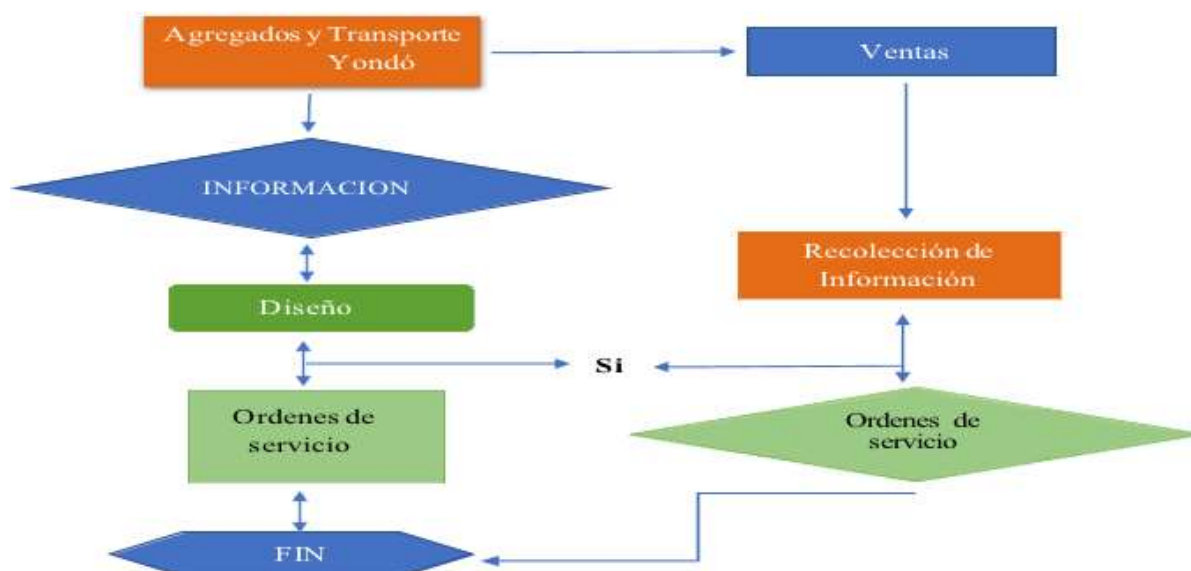 Agregados y Transporte
Yondó
Ventas
INFORMACION
Recolección de
Información
Diseño
Si
Ordenes de
servicio
Ordenes de
servicio
FIN